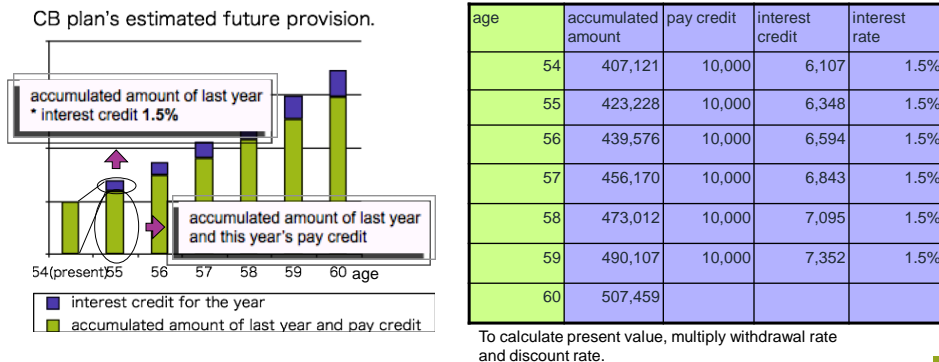 CB plan's estimated future provision.
accumulated amount of last year
* interest credit 1.5%
accumulated amount of last year
and this year's pay credit
54(present) 55 56 57 58 59 60 age
interest credit for the year
accumulated amount of last year and pay credit
age accumulated amount pay credit interest credit interest rate
54 407,121 10,000 6,107 1.5%
55 423,228 10,000 6,348 1.5%
56 439,576 10,000 6,594 1.5%
57 456,170 10,000 6,843 1.5%
58 473,012 10,000 7,095 1.5%
59 490,107 10,000 7,352 1.5%
60 507,459
To calculate present value, multiply withdrawal rate
and discount rate.